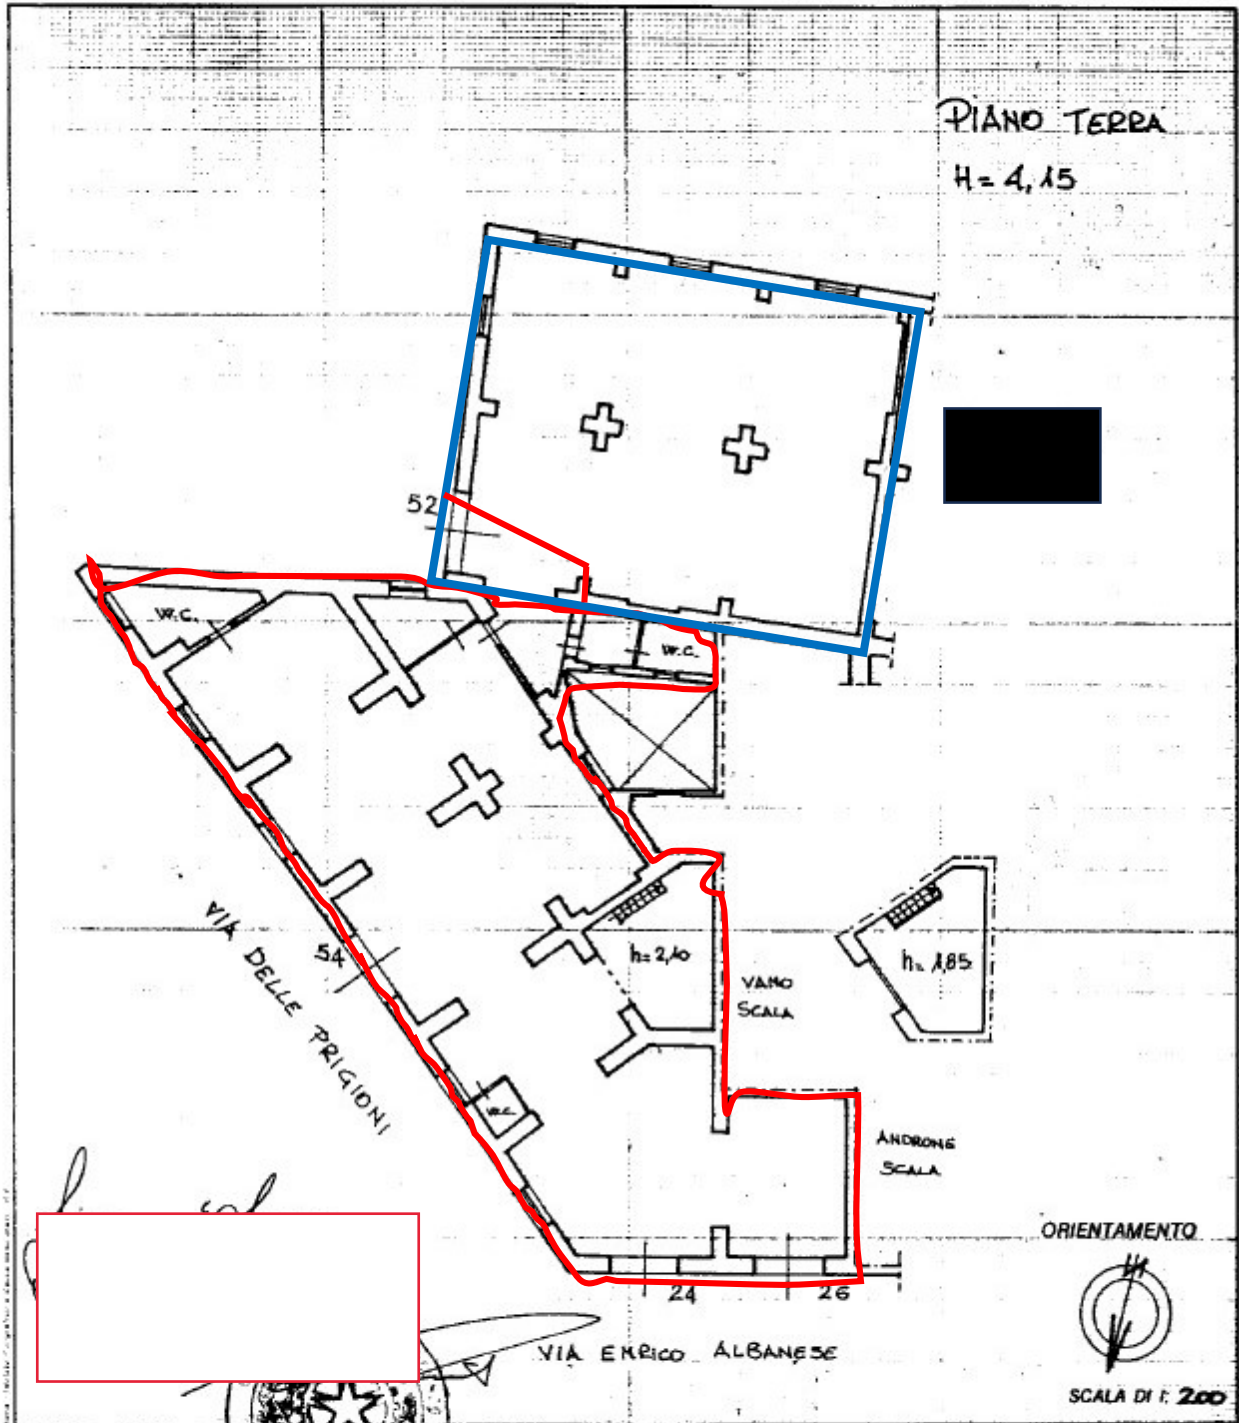 PIANO TERRA
H= 4,15
52
W.C.
W.C.
54
h= 2,10
h= 1,85
VIA DELLE PRIGIONI
VANO
SCALA
W.C.
ANDRONE
SCALA
ORIENTAMENTO
24
26
VIA ENRICO ALBANESE
SCALA DI 1: 200